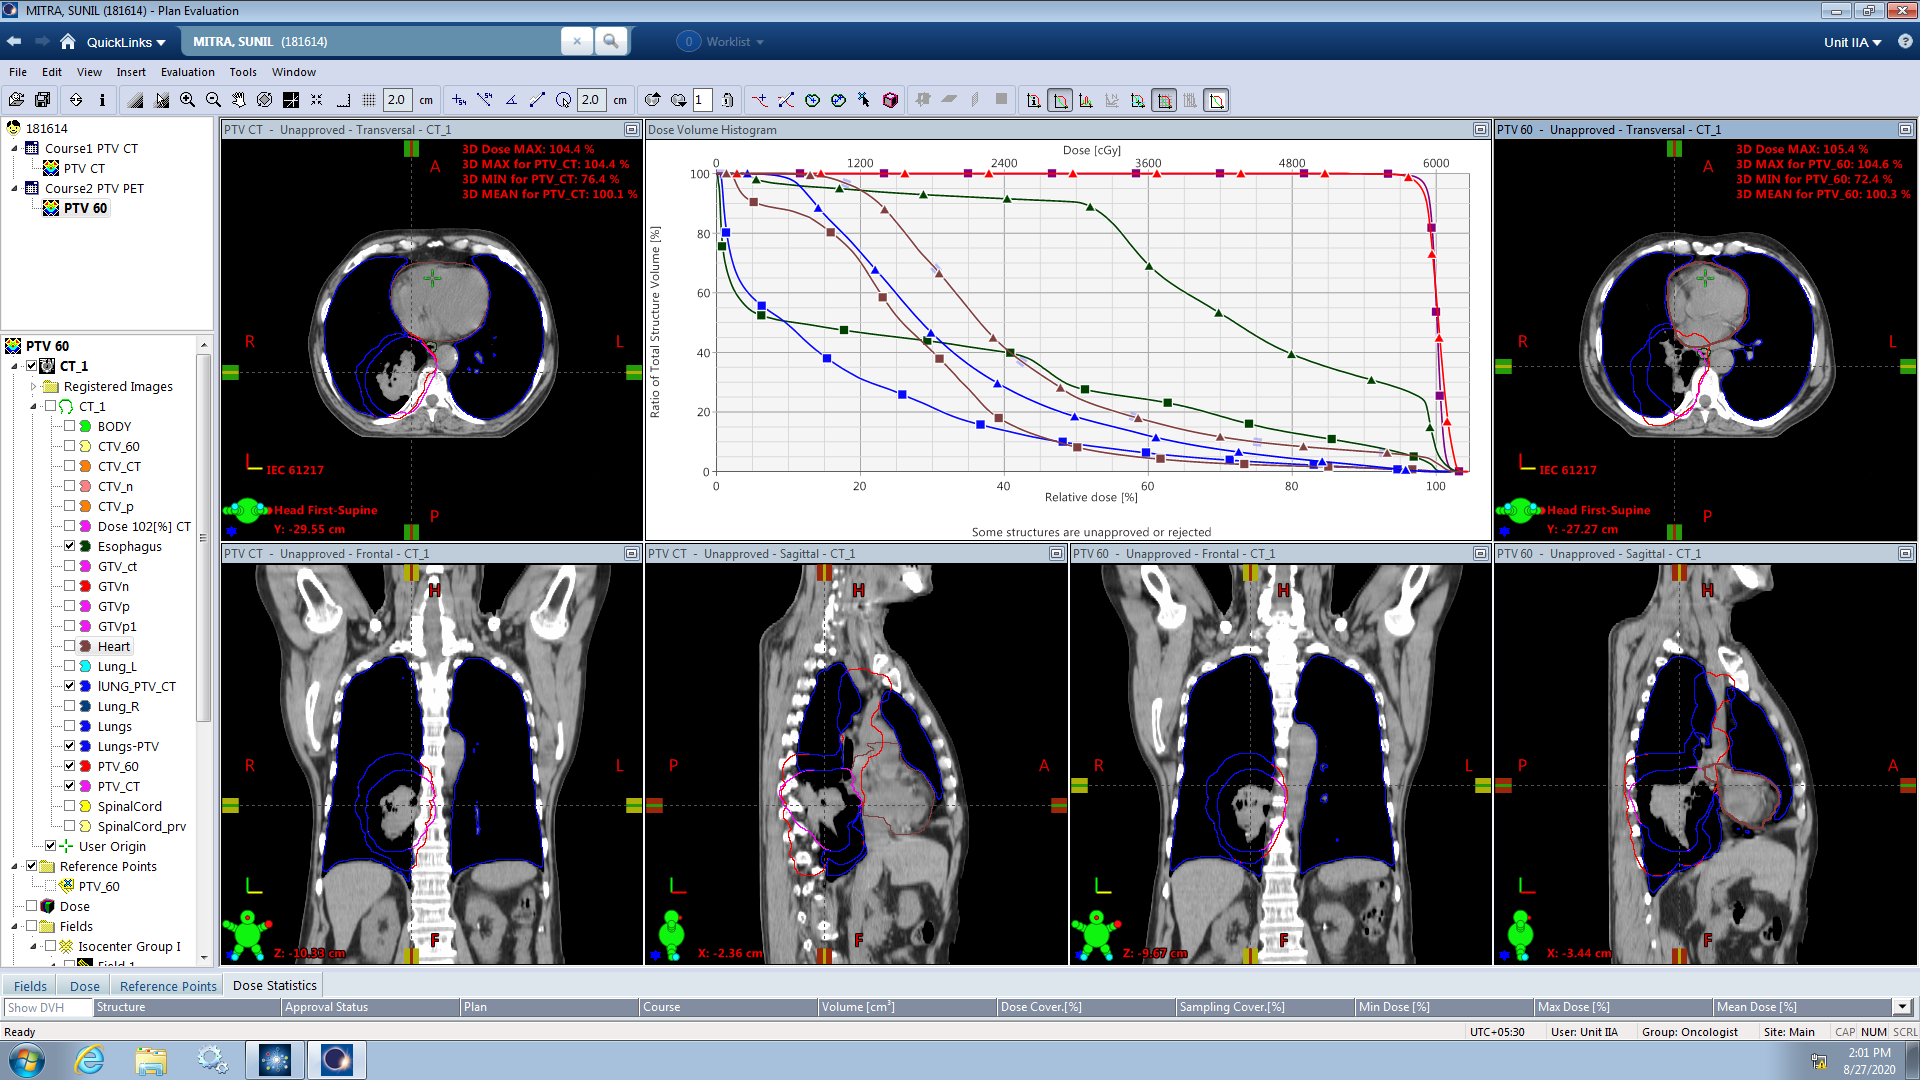 MITRA, SUNIL (181614) - Plan Evaluation
QuickLinks
MITRA, SUNIL (181614)
0 Worklist
Unit IIA
File Edit View Insert Evaluation Tools Window
2.0 cm
2.0 cm
1
181614
Course1 PTV CT
PTV CT
Course2 PTV PET
PTV 60
PTV 60
CT_1
Registered Images
CT_1
BODY
CTV_60
CTV_CT
CTV_n
CTV_p
Dose 102[%] CT
Esophagus
GTV_ct
GTVn
GTVp
GTVp1
Heart
Lung_L
lUNG_PTV_CT
Lung_R
Lungs
Lungs-PTV
PTV_60
PTV_CT
SpinalCord
SpinalCord_prv
User Origin
Reference Points
PTV_60
Dose
Fields
Isocenter Group I
Field 1
PTV CT - Unapproved - Transversal - CT_1
3D Dose MAX: 104.4 %
3D MAX for PTV_CT: 104.4 %
3D MIN for PTV_CT: 76.4 %
3D MEAN for PTV_CT: 100.1 %
A
R
L
P
IEC 61217
Head First-Supine
Y: -29.55 cm
Dose Volume Histogram
Dose [cGy]
0 1200 2400 3600 4800 6000
Ratio of Total Structure Volume [%]
100
80
60
40
20
0
0 20 40 60 80 100
Relative dose [%]
Some structures are unapproved or rejected
PTV 60 - Unapproved - Transversal - CT_1
3D Dose MAX: 105.4 %
3D MAX for PTV_60: 104.6 %
3D MIN for PTV_60: 72.4 %
3D MEAN for PTV_60: 100.3 %
A
R
L
P
IEC 61217
Head First-Supine
Y: -27.27 cm
PTV CT - Unapproved - Frontal - CT_1
H
R
L
F
Z: -10.33 cm
PTV CT - Unapproved - Sagittal - CT_1
H
P
A
F
X: -2.36 cm
PTV 60 - Unapproved - Frontal - CT_1
H
R
L
F
Z: -9.67 cm
PTV 60 - Unapproved - Sagittal - CT_1
H
P
A
F
X: -3.44 cm
Fields Dose Reference Points Dose Statistics
Show DVH Structure Approval Status Plan Course Volume [cm³] Dose Cover.[%] Sampling Cover.[%] Min Dose [%] Max Dose [%] Mean Dose [%]
Ready
UTC+05:30 User: Unit IIA Group: Oncologist Site: Main CAP NUM SCRL
2:01 PM
8/27/2020